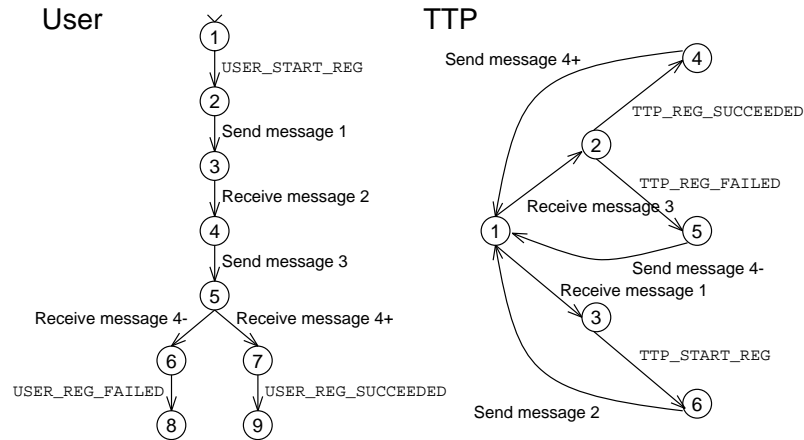 User
1
USER_START_REG
2
Send message 1
3
Receive message 2
4
Send message 3
5
Receive message 4-
Receive message 4+
6
7
USER_REG_FAILED
USER_REG_SUCCEEDED
8
9
TTP
Send message 4+
4
TTP_REG_SUCCEEDED
2
TTP_REG_FAILED
Receive message 3
1
5
Send message 4-
Receive message 1
3
TTP_START_REG
6
Send message 2